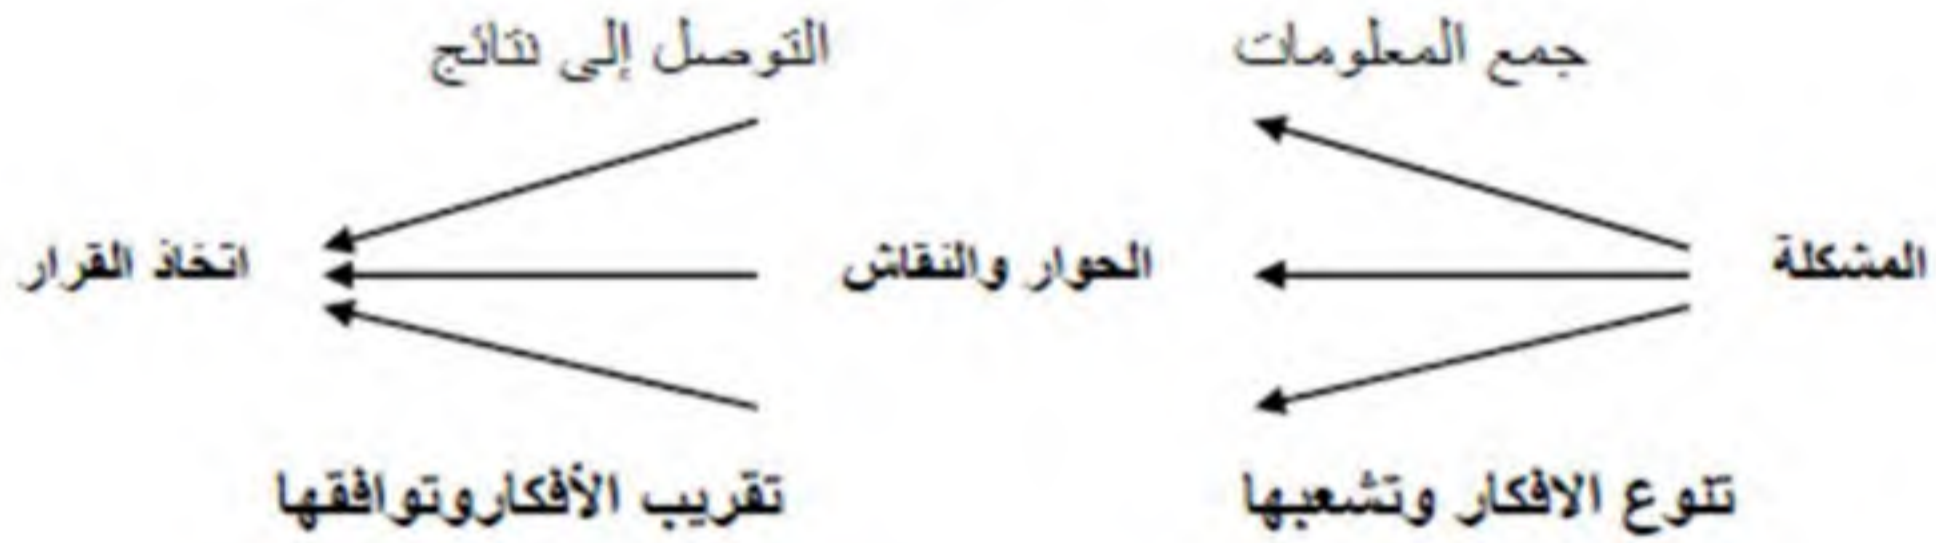 جمع المعلومات
التوصل إلى نتائج
المشكلة
الحوار والنقاش
اتخاذ القرار
تنوع الافكار وتشعبها
تقريب الأفكاروتوافقها